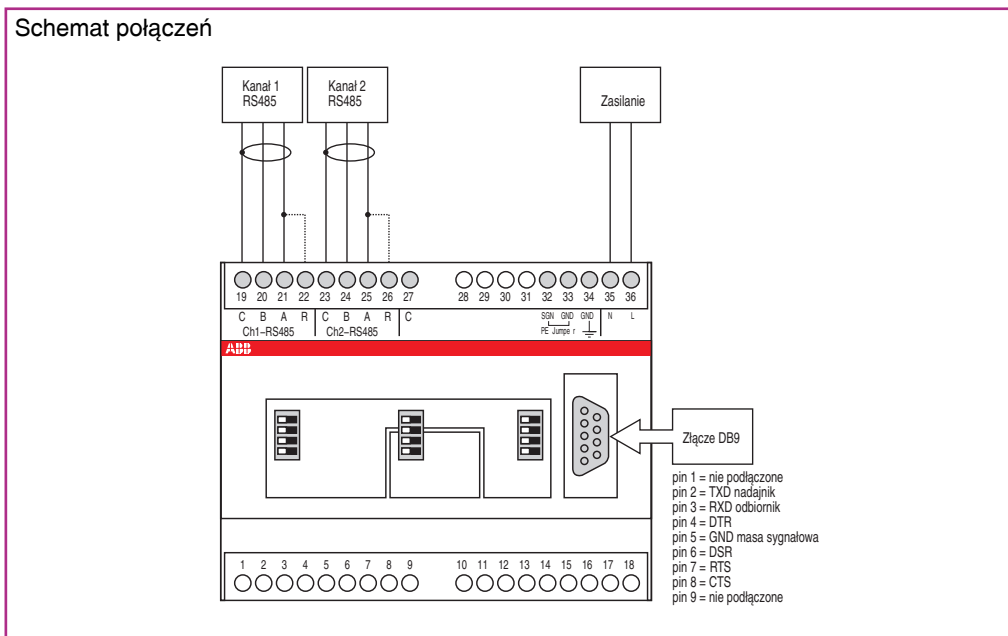 Schemat połączeń
Kanał 1
RS485
Kanał 2
RS485
Zasilanie
19 20 21 22 23 24 25 26 27 28 29 30 31 32 33 34 35 36
C B A R C B A R C SGN GND GND N L
Ch1–RS485 Ch2–RS485 PE Jumpe r
ABB
Złącze DB9
pin 1 = nie podłączone
pin 2 = TXD nadajnik
pin 3 = RXD odbiornik
pin 4 = DTR
pin 5 = GND masa sygnałowa
pin 6 = DSR
pin 7 = RTS
pin 8 = CTS
pin 9 = nie podłączone
1 2 3 4 5 6 7 8 9 10 11 12 13 14 15 16 17 18